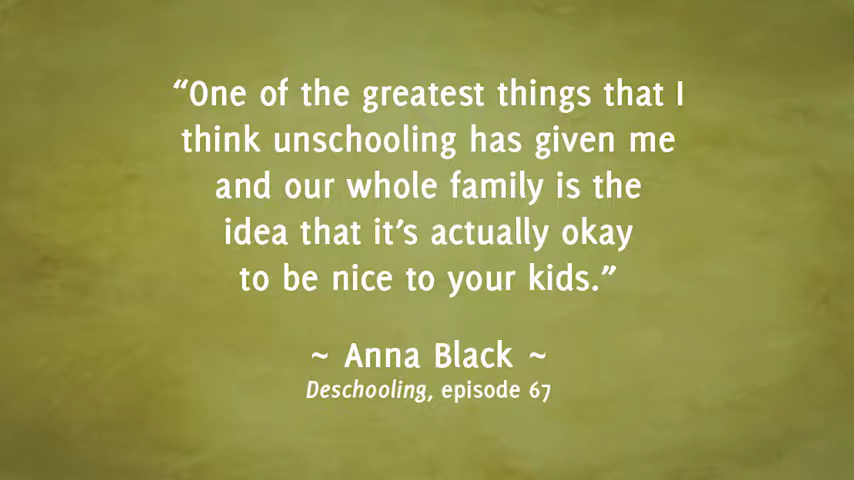 “One of the greatest things that I
think unschooling has given me
and our whole family is the
idea that it’s actually okay
to be nice to your kids.”
~ Anna Black ~
Deschooling, episode 67